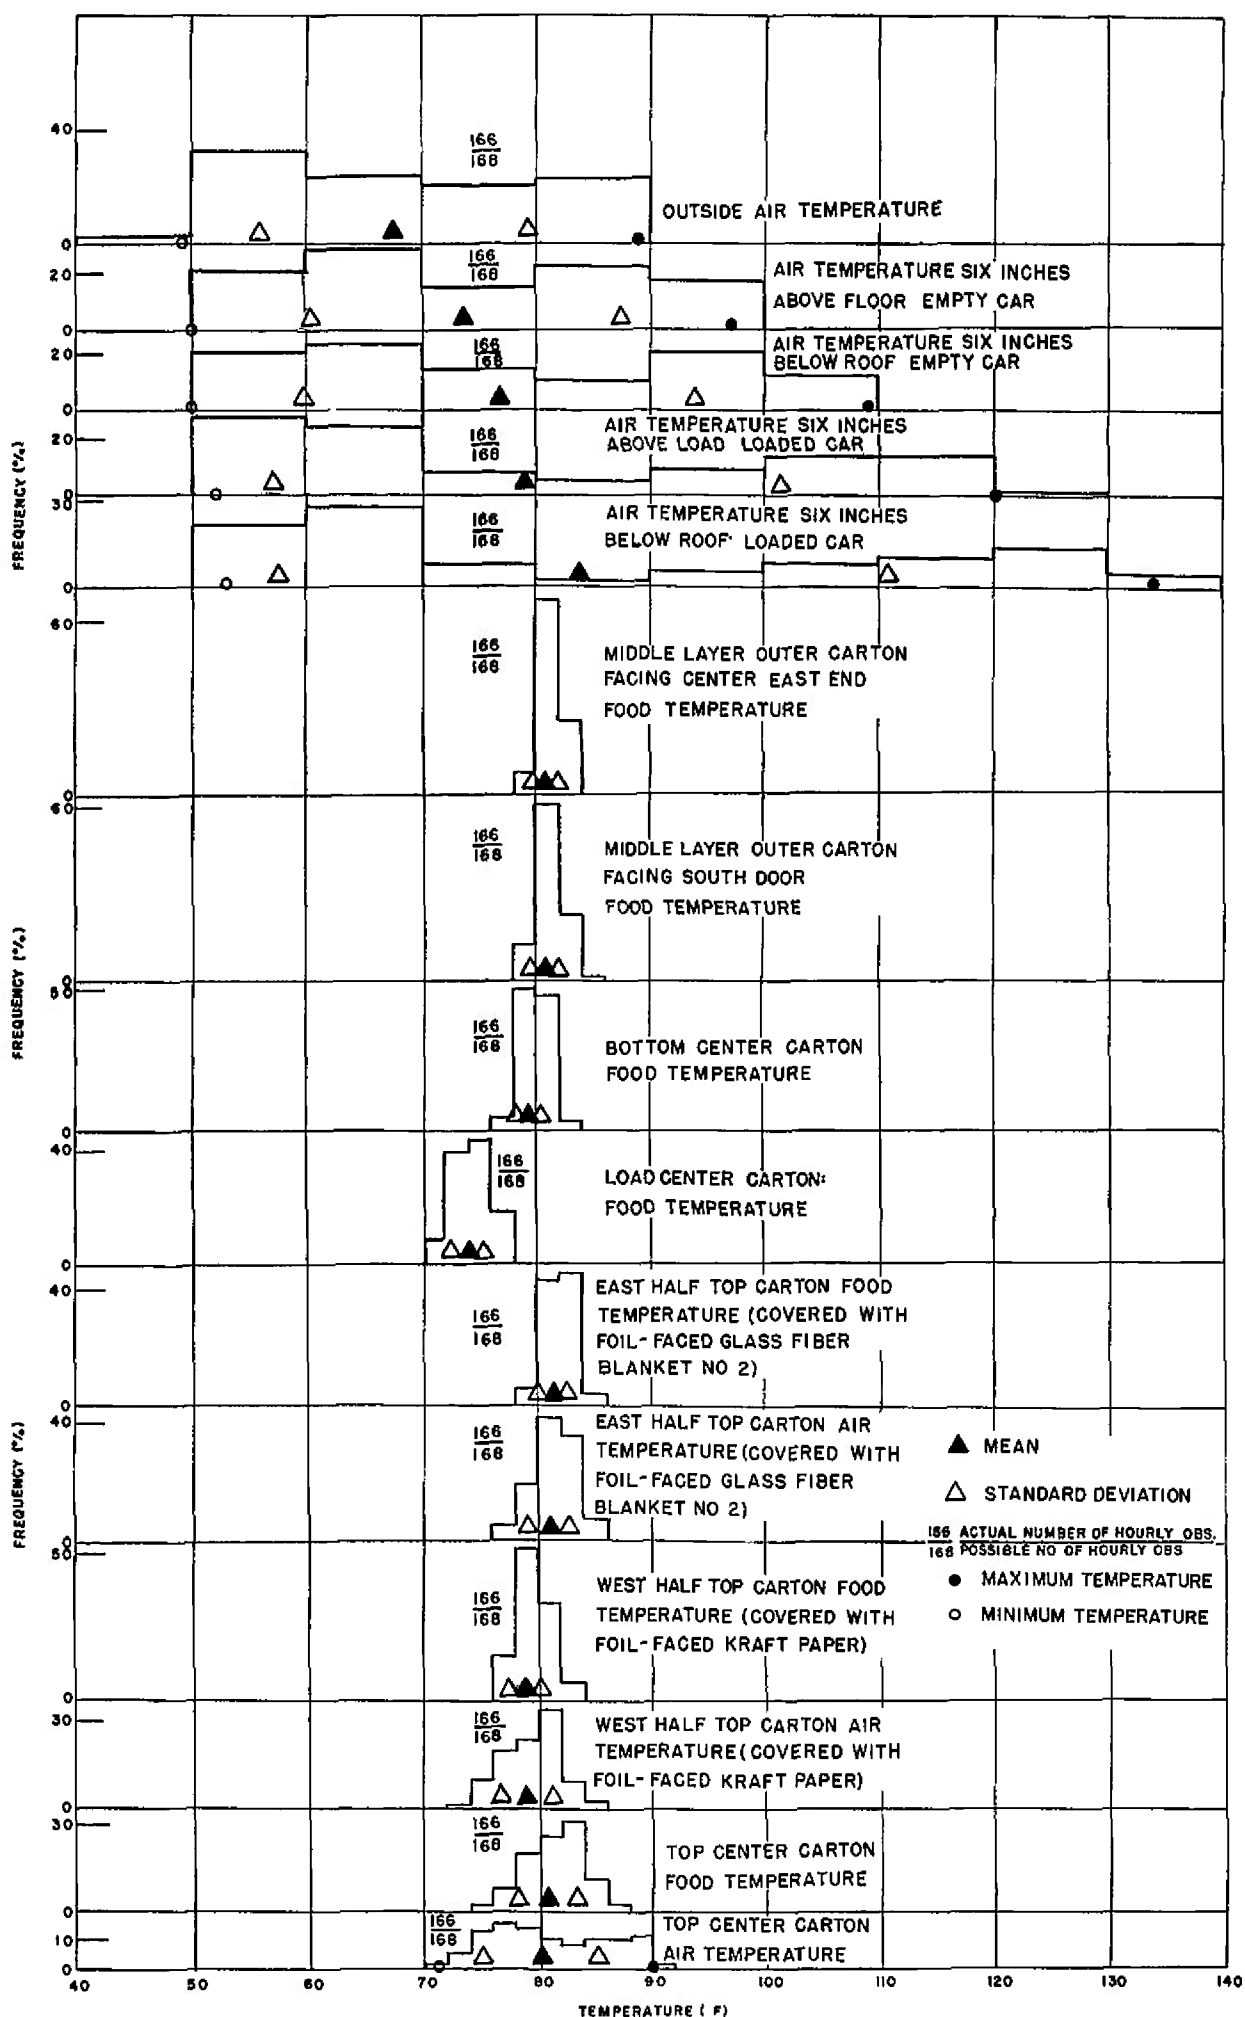 40
166
168
OUTSIDE AIR TEMPERATURE
0
166
168
AIR TEMPERATURE SIX INCHES
20
ABOVE FLOOR EMPTY CAR
0
166
168
AIR TEMPERATURE SIX INCHES
20
BELOW ROOF EMPTY CAR
0
AIR TEMPERATURE SIX INCHES
166
168
20
ABOVE LOAD LOADED CAR
0
FREQUENCY (%)
30
AIR TEMPERATURE SIX INCHES
166
168
BELOW ROOF LOADED CAR
0
60
166
168
MIDDLE LAYER OUTER CARTON
FACING CENTER EAST END
FOOD TEMPERATURE
0
60
166
168
MIDDLE LAYER OUTER CARTON
FACING SOUTH DOOR
FOOD TEMPERATURE
0
FREQUENCY (%)
50
166
168
BOTTOM CENTER CARTON
FOOD TEMPERATURE
0
40
166
168
LOAD CENTER CARTON:
FOOD TEMPERATURE
0
40
166
168
EAST HALF TOP CARTON FOOD
TEMPERATURE (COVERED WITH
FOIL-FACED GLASS FIBER
BLANKET NO 2)
0
FREQUENCY (%)
40
166
168
EAST HALF TOP CARTON AIR
TEMPERATURE (COVERED WITH
FOIL-FACED GLASS FIBER
BLANKET NO 2)
0
MEAN
STANDARD DEVIATION
166 ACTUAL NUMBER OF HOURLY OBS.
168 POSSIBLE NO OF HOURLY OBS
MAXIMUM TEMPERATURE
MINIMUM TEMPERATURE
50
166
168
WEST HALF TOP CARTON FOOD
TEMPERATURE (COVERED WITH
FOIL-FACED KRAFT PAPER)
0
30
166
168
WEST HALF TOP CARTON AIR
TEMPERATURE (COVERED WITH
FOIL-FACED KRAFT PAPER)
0
30
166
168
TOP CENTER CARTON
FOOD TEMPERATURE
0
166
168
TOP CENTER CARTON
10
AIR TEMPERATURE
0
40 50 60 70 80 90 100 110 120 130 140
TEMPERATURE ( F)